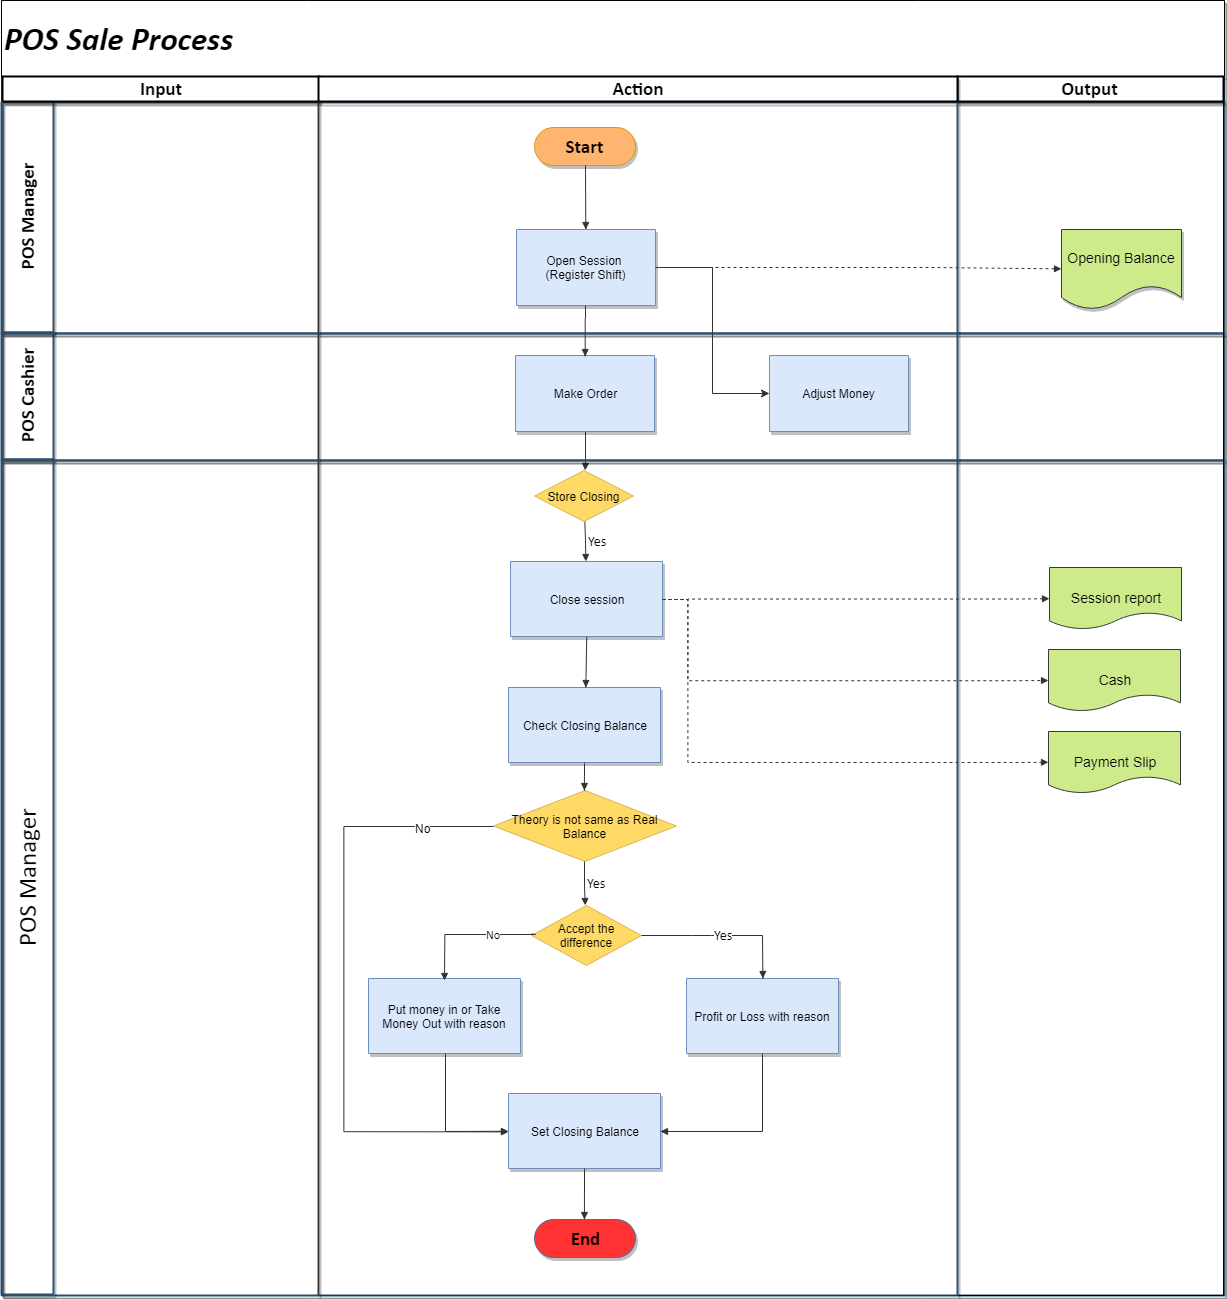 POS Sale Process
Input
Action
Output
POS Manager
Start
Open Session
(Register Shift)
Opening Balance
POS Cashier
Make Order
Adjust Money
POS Manager
Store Closing
Yes
Close session
Session report
Cash
Check Closing Balance
Payment Slip
Theory is not same as Real
Balance
No
Yes
Accept the
difference
No
Yes
Put money in or Take
Money Out with reason
Profit or Loss with reason
Set Closing Balance
End